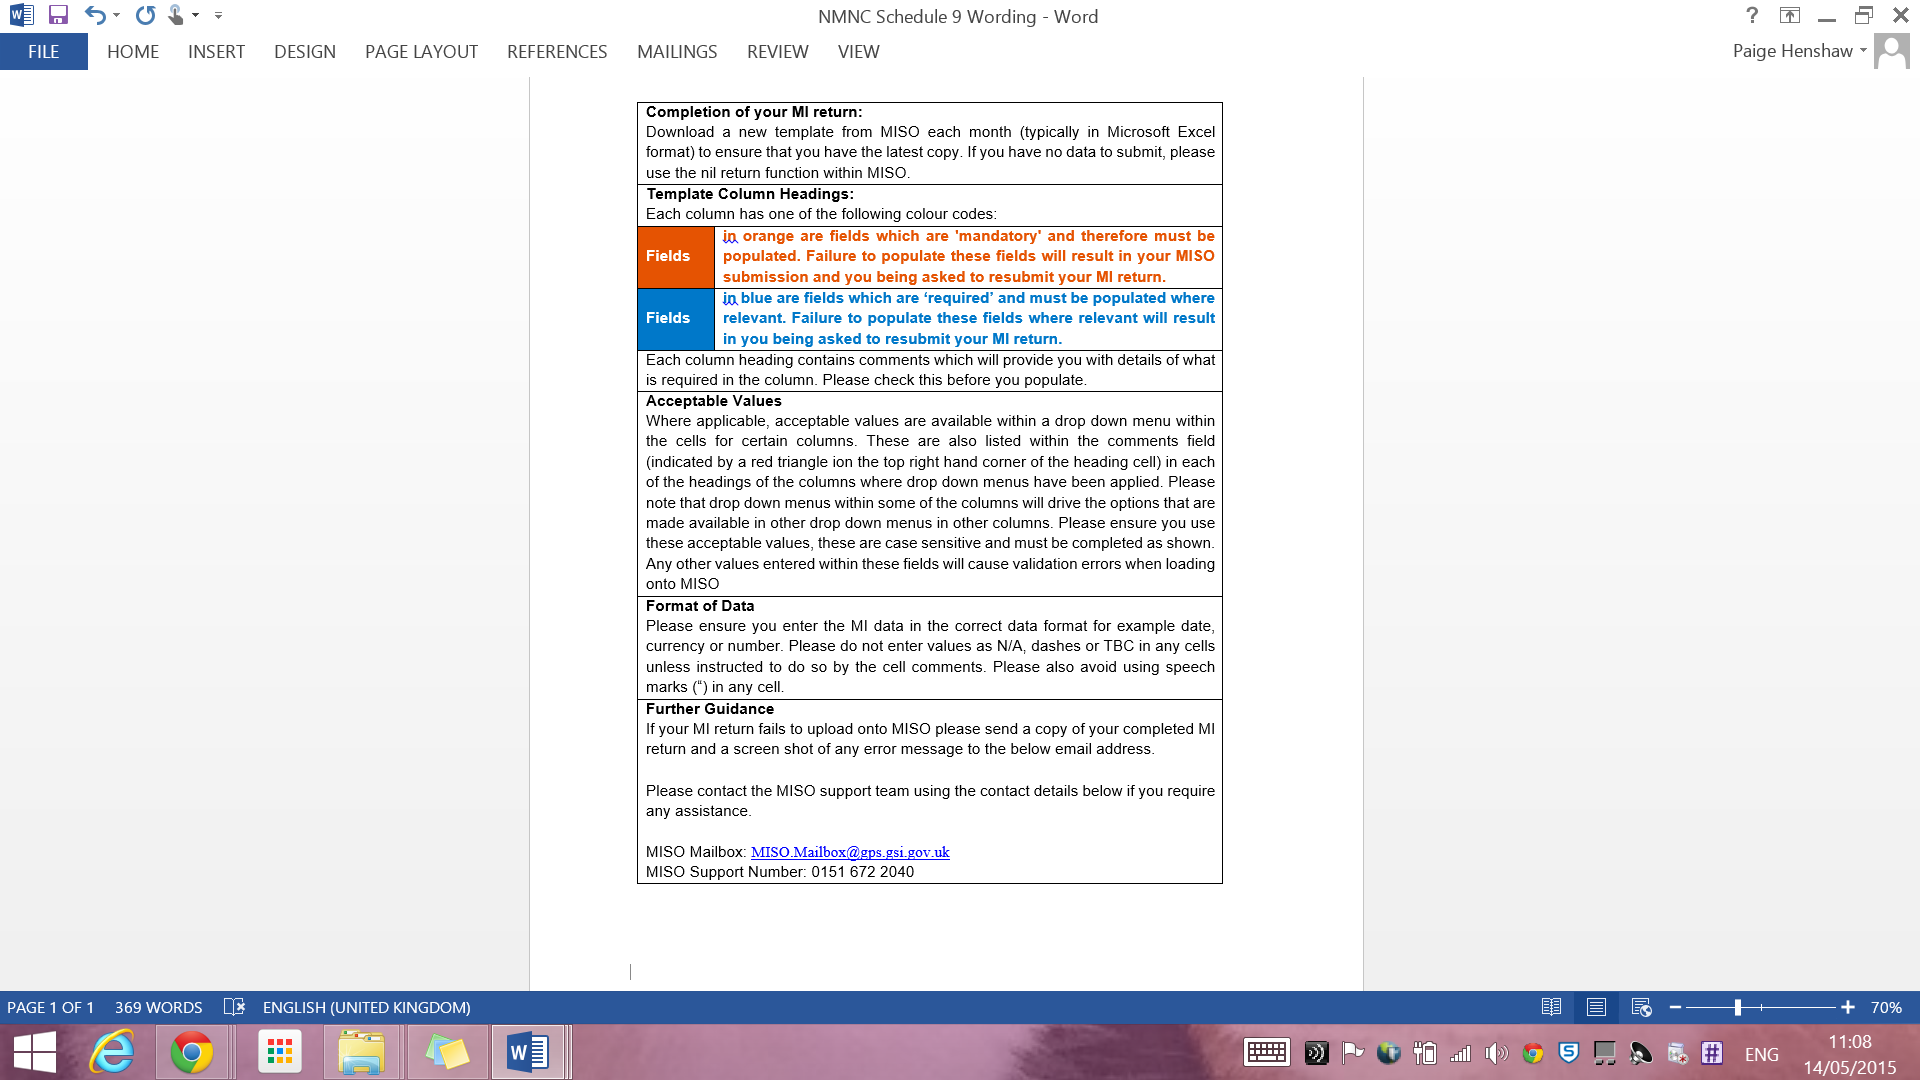 NMNC Schedule 9 Wording - Word
FILE HOME INSERT DESIGN PAGE LAYOUT REFERENCES MAILINGS REVIEW VIEW Paige Henshaw
Completion of your MI return:
Download a new template from MISO each month (typically in Microsoft Excel
format) to ensure that you have the latest copy. If you have no data to submit, please
use the nil return function within MISO.
Template Column Headings:
Each column has one of the following colour codes:
Fields
in orange are fields which are 'mandatory' and therefore must be
populated. Failure to populate these fields will result in your MISO
submission and you being asked to resubmit your MI return.
Fields
in blue are fields which are ‘required’ and must be populated where
relevant. Failure to populate these fields where relevant will result
in you being asked to resubmit your MI return.
Each column heading contains comments which will provide you with details of what
is required in the column. Please check this before you populate.
Acceptable Values
Where applicable, acceptable values are available within a drop down menu within
the cells for certain columns. These are also listed within the comments field
(indicated by a red triangle ion the top right hand corner of the heading cell) in each
of the headings of the columns where drop down menus have been applied. Please
note that drop down menus within some of the columns will drive the options that are
made available in other drop down menus in other columns. Please ensure you use
these acceptable values, these are case sensitive and must be completed as shown.
Any other values entered within these fields will cause validation errors when loading
onto MISO
Format of Data
Please ensure you enter the MI data in the correct data format for example date,
currency or number. Please do not enter values as N/A, dashes or TBC in any cells
unless instructed to do so by the cell comments. Please also avoid using speech
marks (“) in any cell.
Further Guidance
If your MI return fails to upload onto MISO please send a copy of your completed MI
return and a screen shot of any error message to the below email address.
Please contact the MISO support team using the contact details below if you require
any assistance.
MISO Mailbox: MISO.Mailbox@gps.gsi.gov.uk
MISO Support Number: 0151 672 2040
PAGE 1 OF 1 369 WORDS ENGLISH (UNITED KINGDOM) 70%
ENG
11:08
14/05/2015